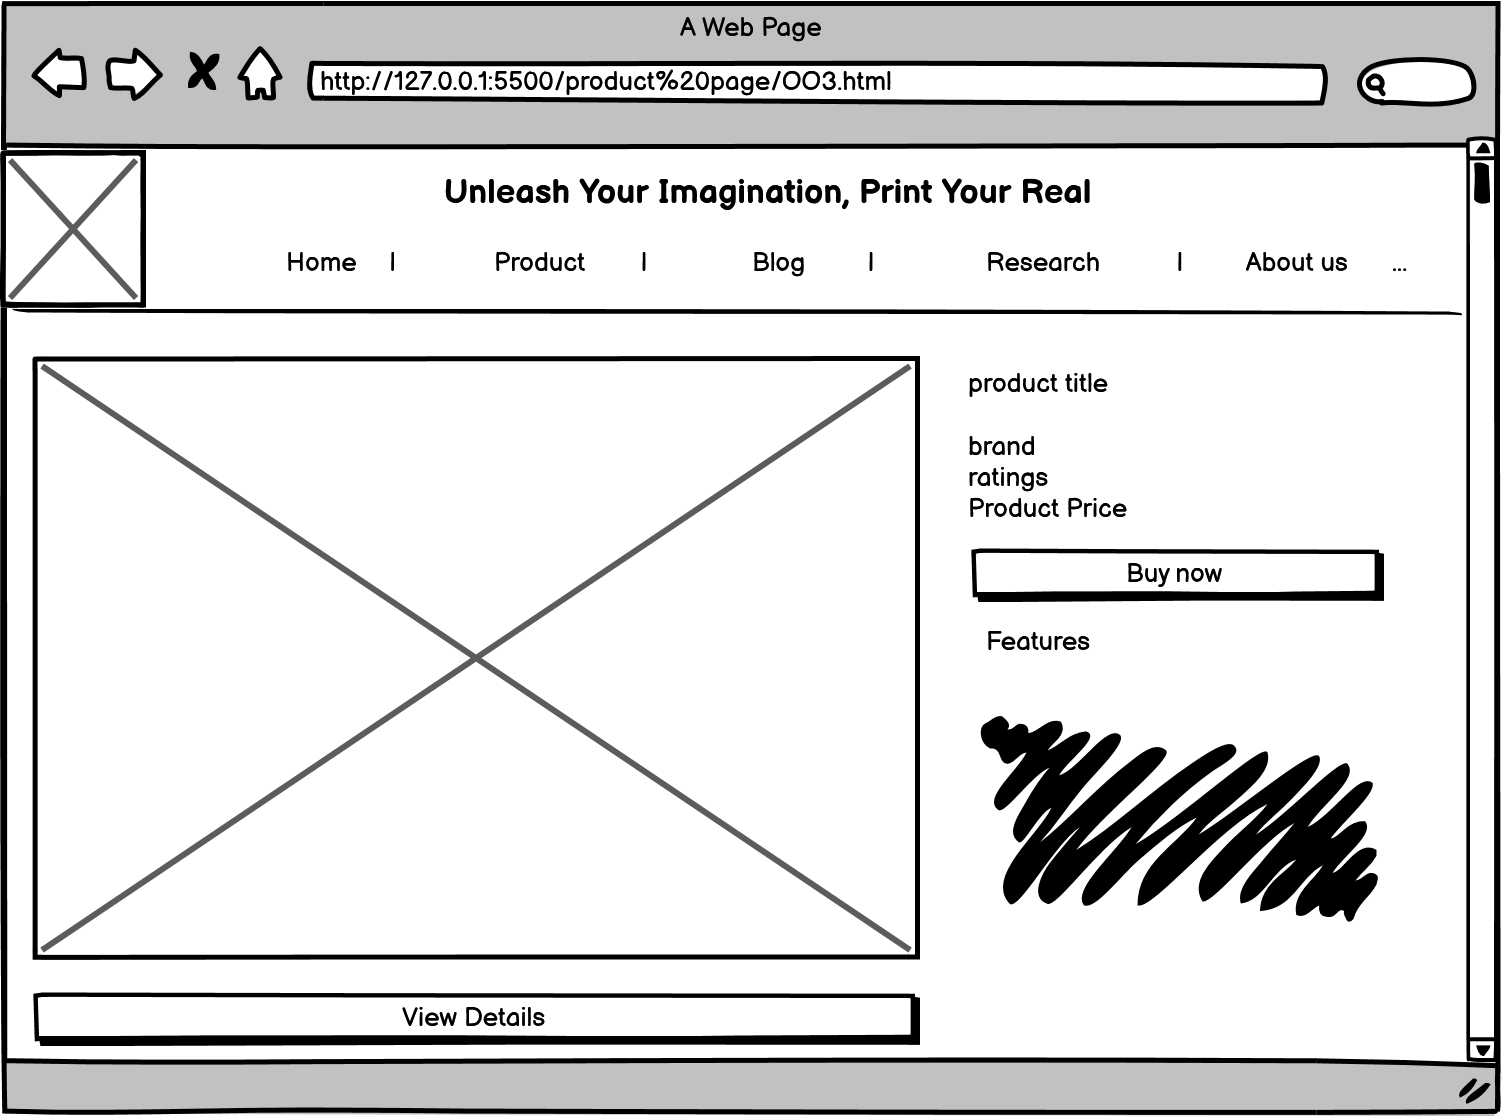 A Web Page
http://127.0.0.1:5500/product%20page/OO3.html
Unleash Your Imagination, Print Your Real
Home | Product | Blog | Research | About us ...
product title
brand
ratings
Product Price
Buy now
Features
View Details